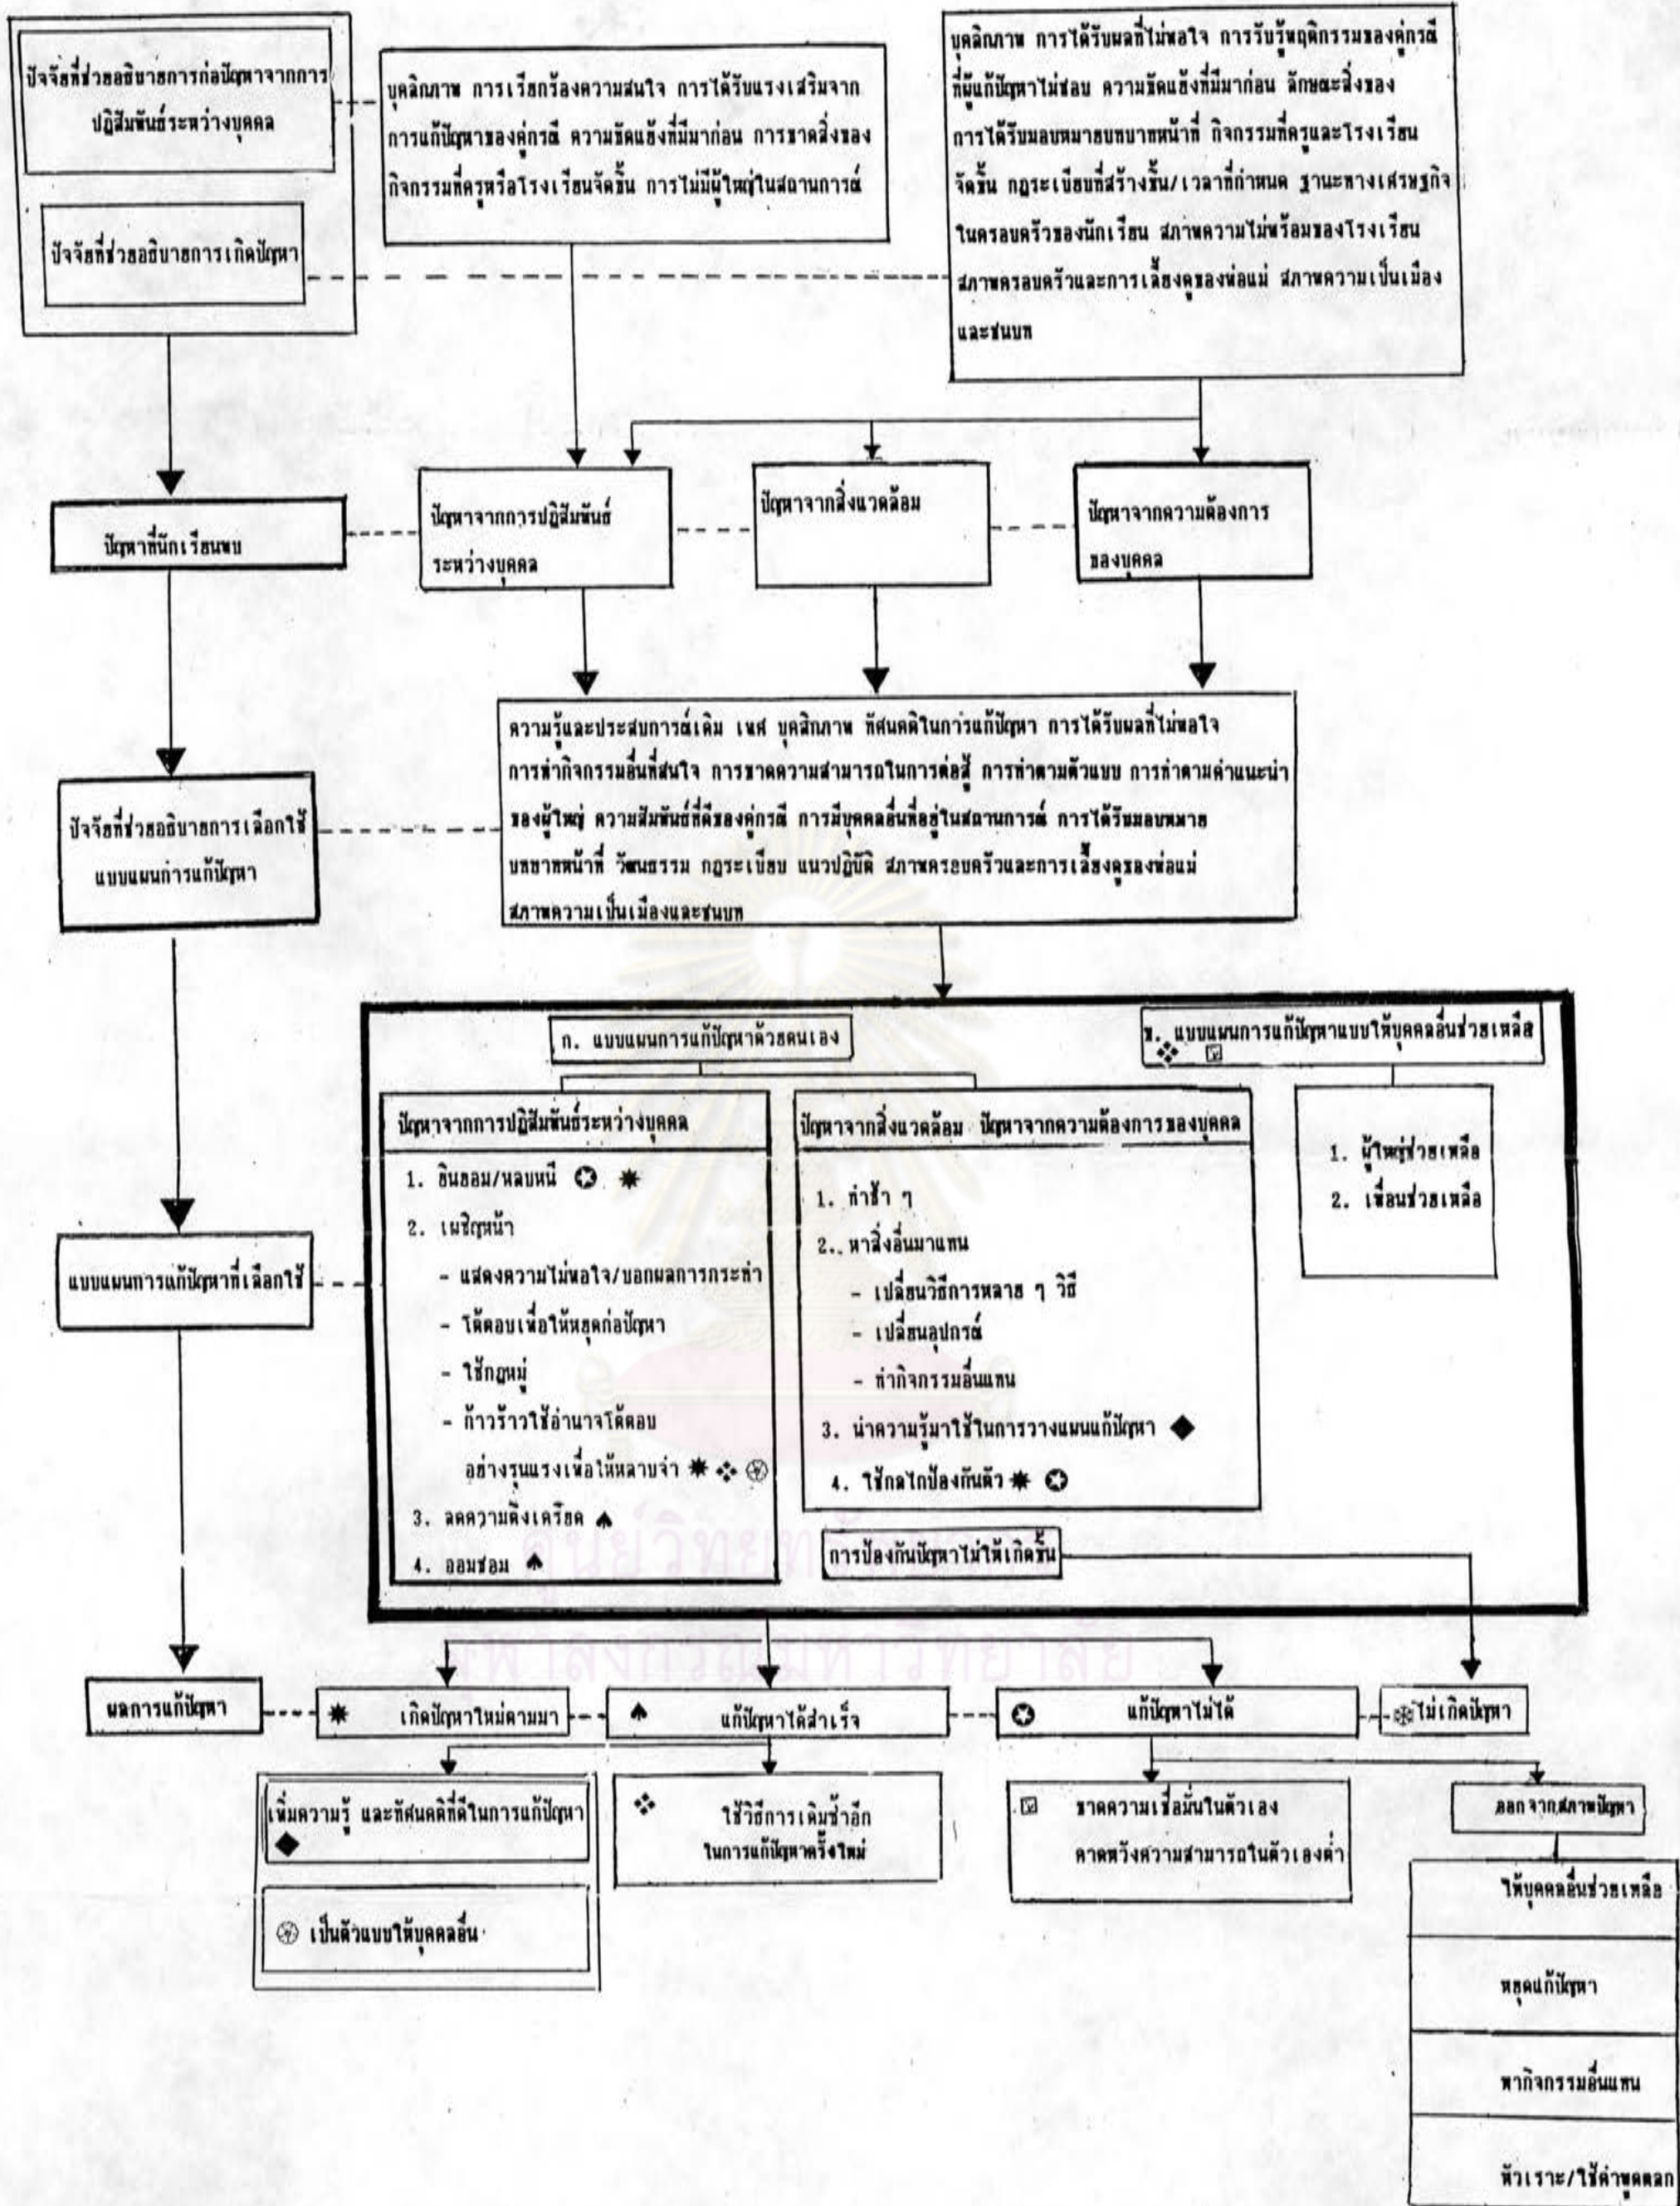 ปัจจัยที่ช่วยอธิบายการก่อปัญหาจากการ
ปฏิสัมพันธ์ระหว่างบุคคล
ปัจจัยที่ช่วยอธิบายการเกิดปัญหา
บุคลิกภาพ การเรียกร้องความสนใจ การได้รับแรงเสริมจาก
การแก้ปัญหาของคู่กรณี ความขัดแย้งที่มีมาก่อน การขาดสิ่งของ
กิจกรรมที่ครูหรือโรงเรียนจัดขึ้น การไม่มีผู้ใหญ่ในสถานการณ์
บุคลิกภาพ การได้รับผลที่ไม่พอใจ การรับรู้พฤติกรรมของคู่กรณี
ที่ผู้แก้ปัญหาไม่ชอบ ความขัดแย้งที่มีมาก่อน ลักษณะสิ่งของ
การได้รับมอบหมายบทบาทหน้าที่ กิจกรรมที่ครูและโรงเรียน
จัดขึ้น กฎระเบียบที่สร้างขึ้น/เวลาที่กำหนด ฐานะทางเศรษฐกิจ
ในครอบครัวของนักเรียน สภาพความไม่พร้อมของโรงเรียน
สภาพครอบครัวและการเลี้ยงดูของพ่อแม่ สภาพความเป็นเมือง
และชนบท
ปัญหาที่นักเรียนพบ
ปัญหาจากการปฏิสัมพันธ์
ระหว่างบุคคล
ปัญหาจากสิ่งแวดล้อม
ปัญหาจากความต้องการ
ของบุคคล
ปัจจัยที่ช่วยอธิบายการเลือกใช้
แบบแผนการแก้ปัญหา
ความรู้และประสบการณ์เดิม เพศ บุคลิกภาพ ทัศนคติในการแก้ปัญหา การได้รับผลที่ไม่พอใจ
การทำกิจกรรมอื่นที่สนใจ การขาดความสามารถในการต่อสู้ การทำตามตัวแบบ การทำตามคำแนะนำ
ของผู้ใหญ่ ความสัมพันธ์ที่ดีของคู่กรณี การมีบุคคลอื่นที่อยู่ในสถานการณ์ การได้รับมอบหมาย
บทบาทหน้าที่ วัฒนธรรม กฎระเบียบ แนวปฏิบัติ สภาพครอบครัวและการเลี้ยงดูของพ่อแม่
สภาพความเป็นเมืองและชนบท
แบบแผนการแก้ปัญหาที่เลือกใช้
ก. แบบแผนการแก้ปัญหาด้วยตนเอง
ข. แบบแผนการแก้ปัญหาแบบให้บุคคลอื่นช่วยเหลือ
ปัญหาจากการปฏิสัมพันธ์ระหว่างบุคคล
1. ยินยอม/หลบหนี ✪ ✷
2. เผชิญหน้า
- แสดงความไม่พอใจ/บอกผลการกระทำ
- โต้ตอบเพื่อให้หยุดก่อปัญหา
- ใช้กฎหมู่
- ก้าวร้าวใช้อำนาจโต้ตอบ
อย่างรุนแรงเพื่อให้หลาบจำ ✷ ❖
3. ลดความตึงเครียด ♠
4. ออมชอม ♠
ปัญหาจากสิ่งแวดล้อม ปัญหาจากความต้องการของบุคคล
1. ทำซ้ำ ๆ
2. หาสิ่งอื่นมาแทน
- เปลี่ยนวิธีการหลาย ๆ วิธี
- เปลี่ยนอุปกรณ์
- ทำกิจกรรมอื่นแทน
3. นำความรู้มาใช้ในการวางแผนแก้ปัญหา ◆
4. ใช้กลไกป้องกันตัว ✷ ✪
การป้องกันปัญหาไม่ให้เกิดขึ้น
1. ผู้ใหญ่ช่วยเหลือ
2. เพื่อนช่วยเหลือ
ศูนย์วิทยทรัพยากร
จุฬาลงกรณ์มหาวิทยาลัย
ผลการแก้ปัญหา
✷ เกิดปัญหาใหม่ตามมา
♠ แก้ปัญหาได้สำเร็จ
✪ แก้ปัญหาไม่ได้
ไม่เกิดปัญหา
เพิ่มความรู้ และทัศนคติที่ดีในการแก้ปัญหา
◆
เป็นตัวแบบให้บุคคลอื่น
❖ ใช้วิธีการเดิมซ้ำอีก
ในการแก้ปัญหาครั้งใหม่
ขาดความเชื่อมั่นในตัวเอง
คาดหวังความสามารถในตัวเองต่ำ
ออกจากสภาพปัญหา
ให้บุคคลอื่นช่วยเหลือ
หยุดแก้ปัญหา
หากิจกรรมอื่นแทน
หัวเราะ/ใช้คำพูดตลก